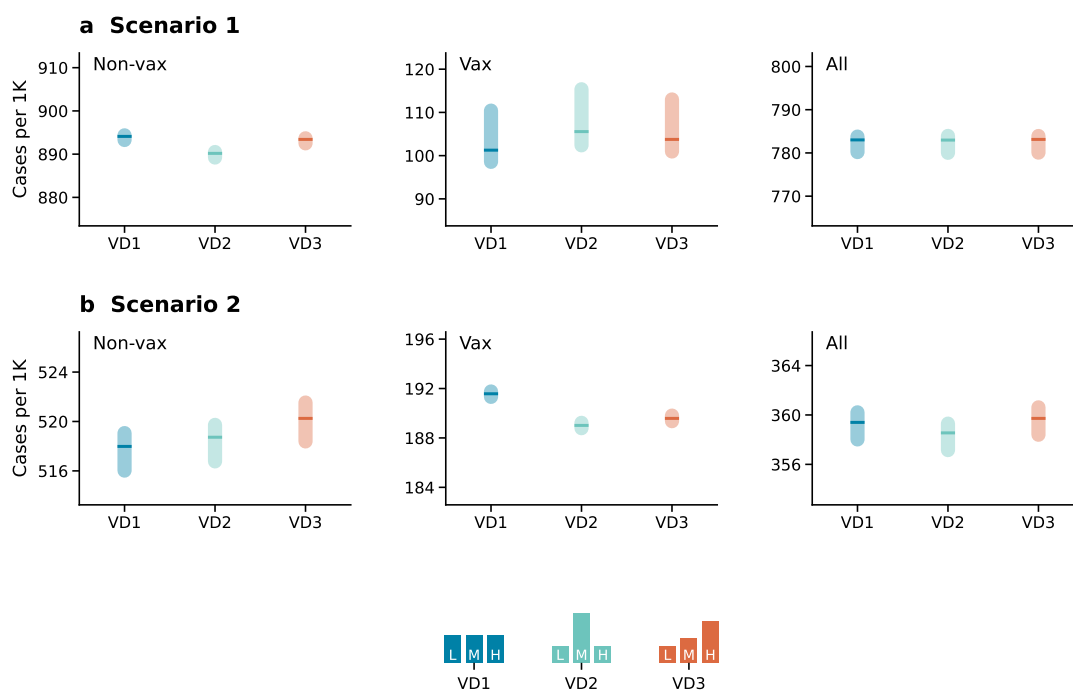 a Scenario 1
Cases per 1K
Non-vax
910
900
890
880
VD1 VD2 VD3
Vax
120
110
100
90
VD1 VD2 VD3
All
800
790
780
770
VD1 VD2 VD3
b Scenario 2
Cases per 1K
Non-vax
524
520
516
VD1 VD2 VD3
Vax
196
192
188
184
VD1 VD2 VD3
All
364
360
356
VD1 VD2 VD3
L M H L M H L M H
VD1 VD2 VD3